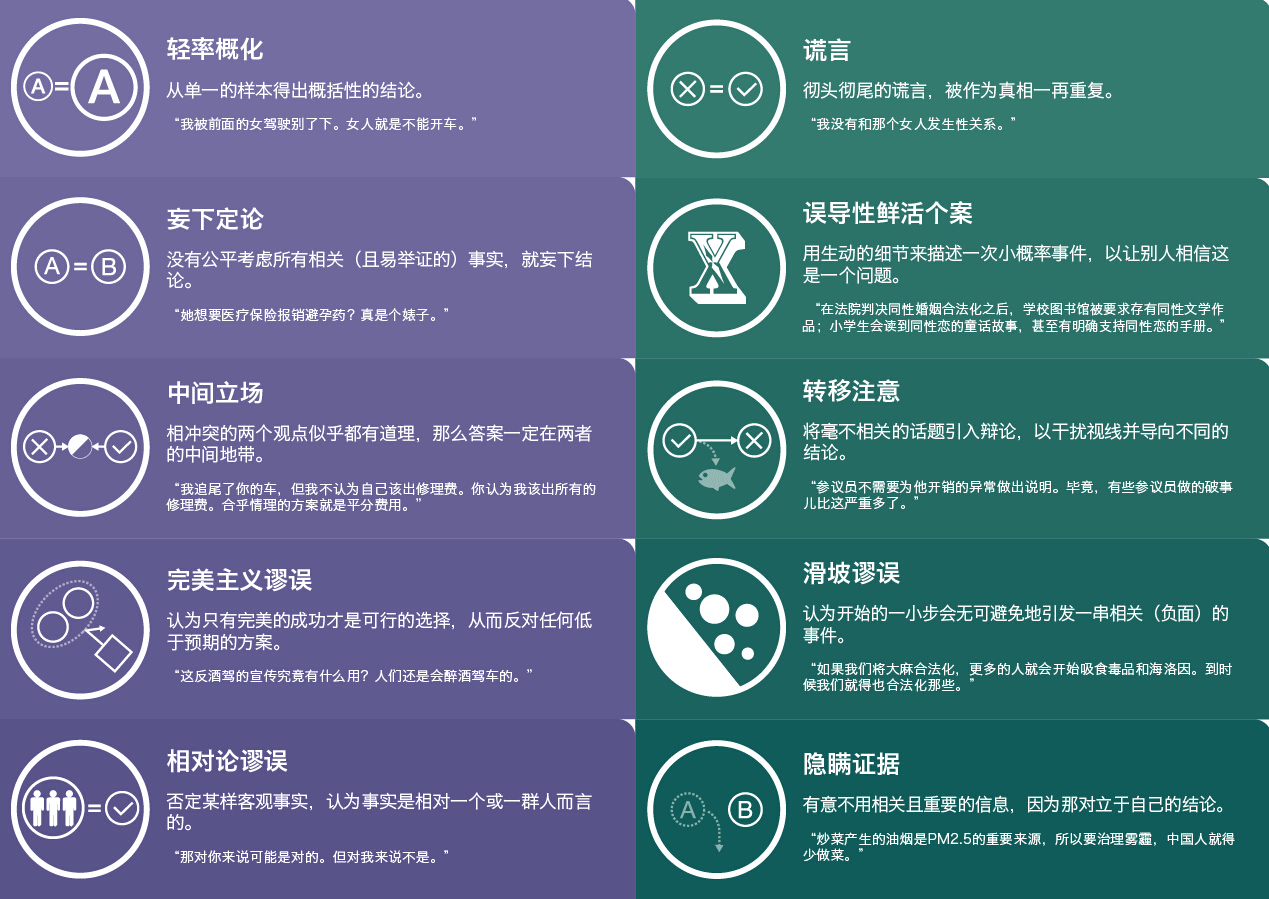 轻率概化
从单一的样本得出概括性的结论。
“我被前面的女驾驶别了下。女人就是不能开车。”
A=A
妄下定论
没有公平考虑所有相关（且易举证的）事实，就妄下结
论。
“她想要医疗保险报销避孕药？真是个婊子。”
A=B
中间立场
相冲突的两个观点似乎都有道理，那么答案一定在两者
的中间地带。
“我追尾了你的车，但我不认为自己该出修理费。你认为我该出所有的
修理费。合乎情理的方案就是平分费用。”
完美主义谬误
认为只有完美的成功才是可行的选择，从而反对任何低
于预期的方案。
“这反酒驾的宣传究竟有什么用？人们还是会醉酒驾车的。”
相对论谬误
否定某样客观事实，认为事实是相对一个或一群人而言
的。
“那对你来说可能是对的。但对我来说不是。”
谎言
彻头彻尾的谎言，被作为真相一再重复。
“我没有和那个女人发生性关系。”
误导性鲜活个案
用生动的细节来描述一次小概率事件，以让别人相信这
是一个问题。
“在法院判决同性婚姻合法化之后，学校图书馆被要求存有同性文学作
品；小学生会读到同性恋的童话故事，甚至有明确支持同性恋的手册。”
X
转移注意
将毫不相关的话题引入辩论，以干扰视线并导向不同的
结论。
“参议员不需要为他开销的异常做出说明。毕竟，有些参议员做的破事
儿比这严重多了。”
滑坡谬误
认为开始的一小步会无可避免地引发一串相关（负面）的
事件。
“如果我们将大麻合法化，更多的人就会开始吸食毒品和海洛因。到时
候我们就得也合法化那些。”
隐瞒证据
有意不用相关且重要的信息，因为那对立于自己的结论。
“炒菜产生的油烟是PM2.5的重要来源，所以要治理雾霾，中国人就得
少做菜。”
A B